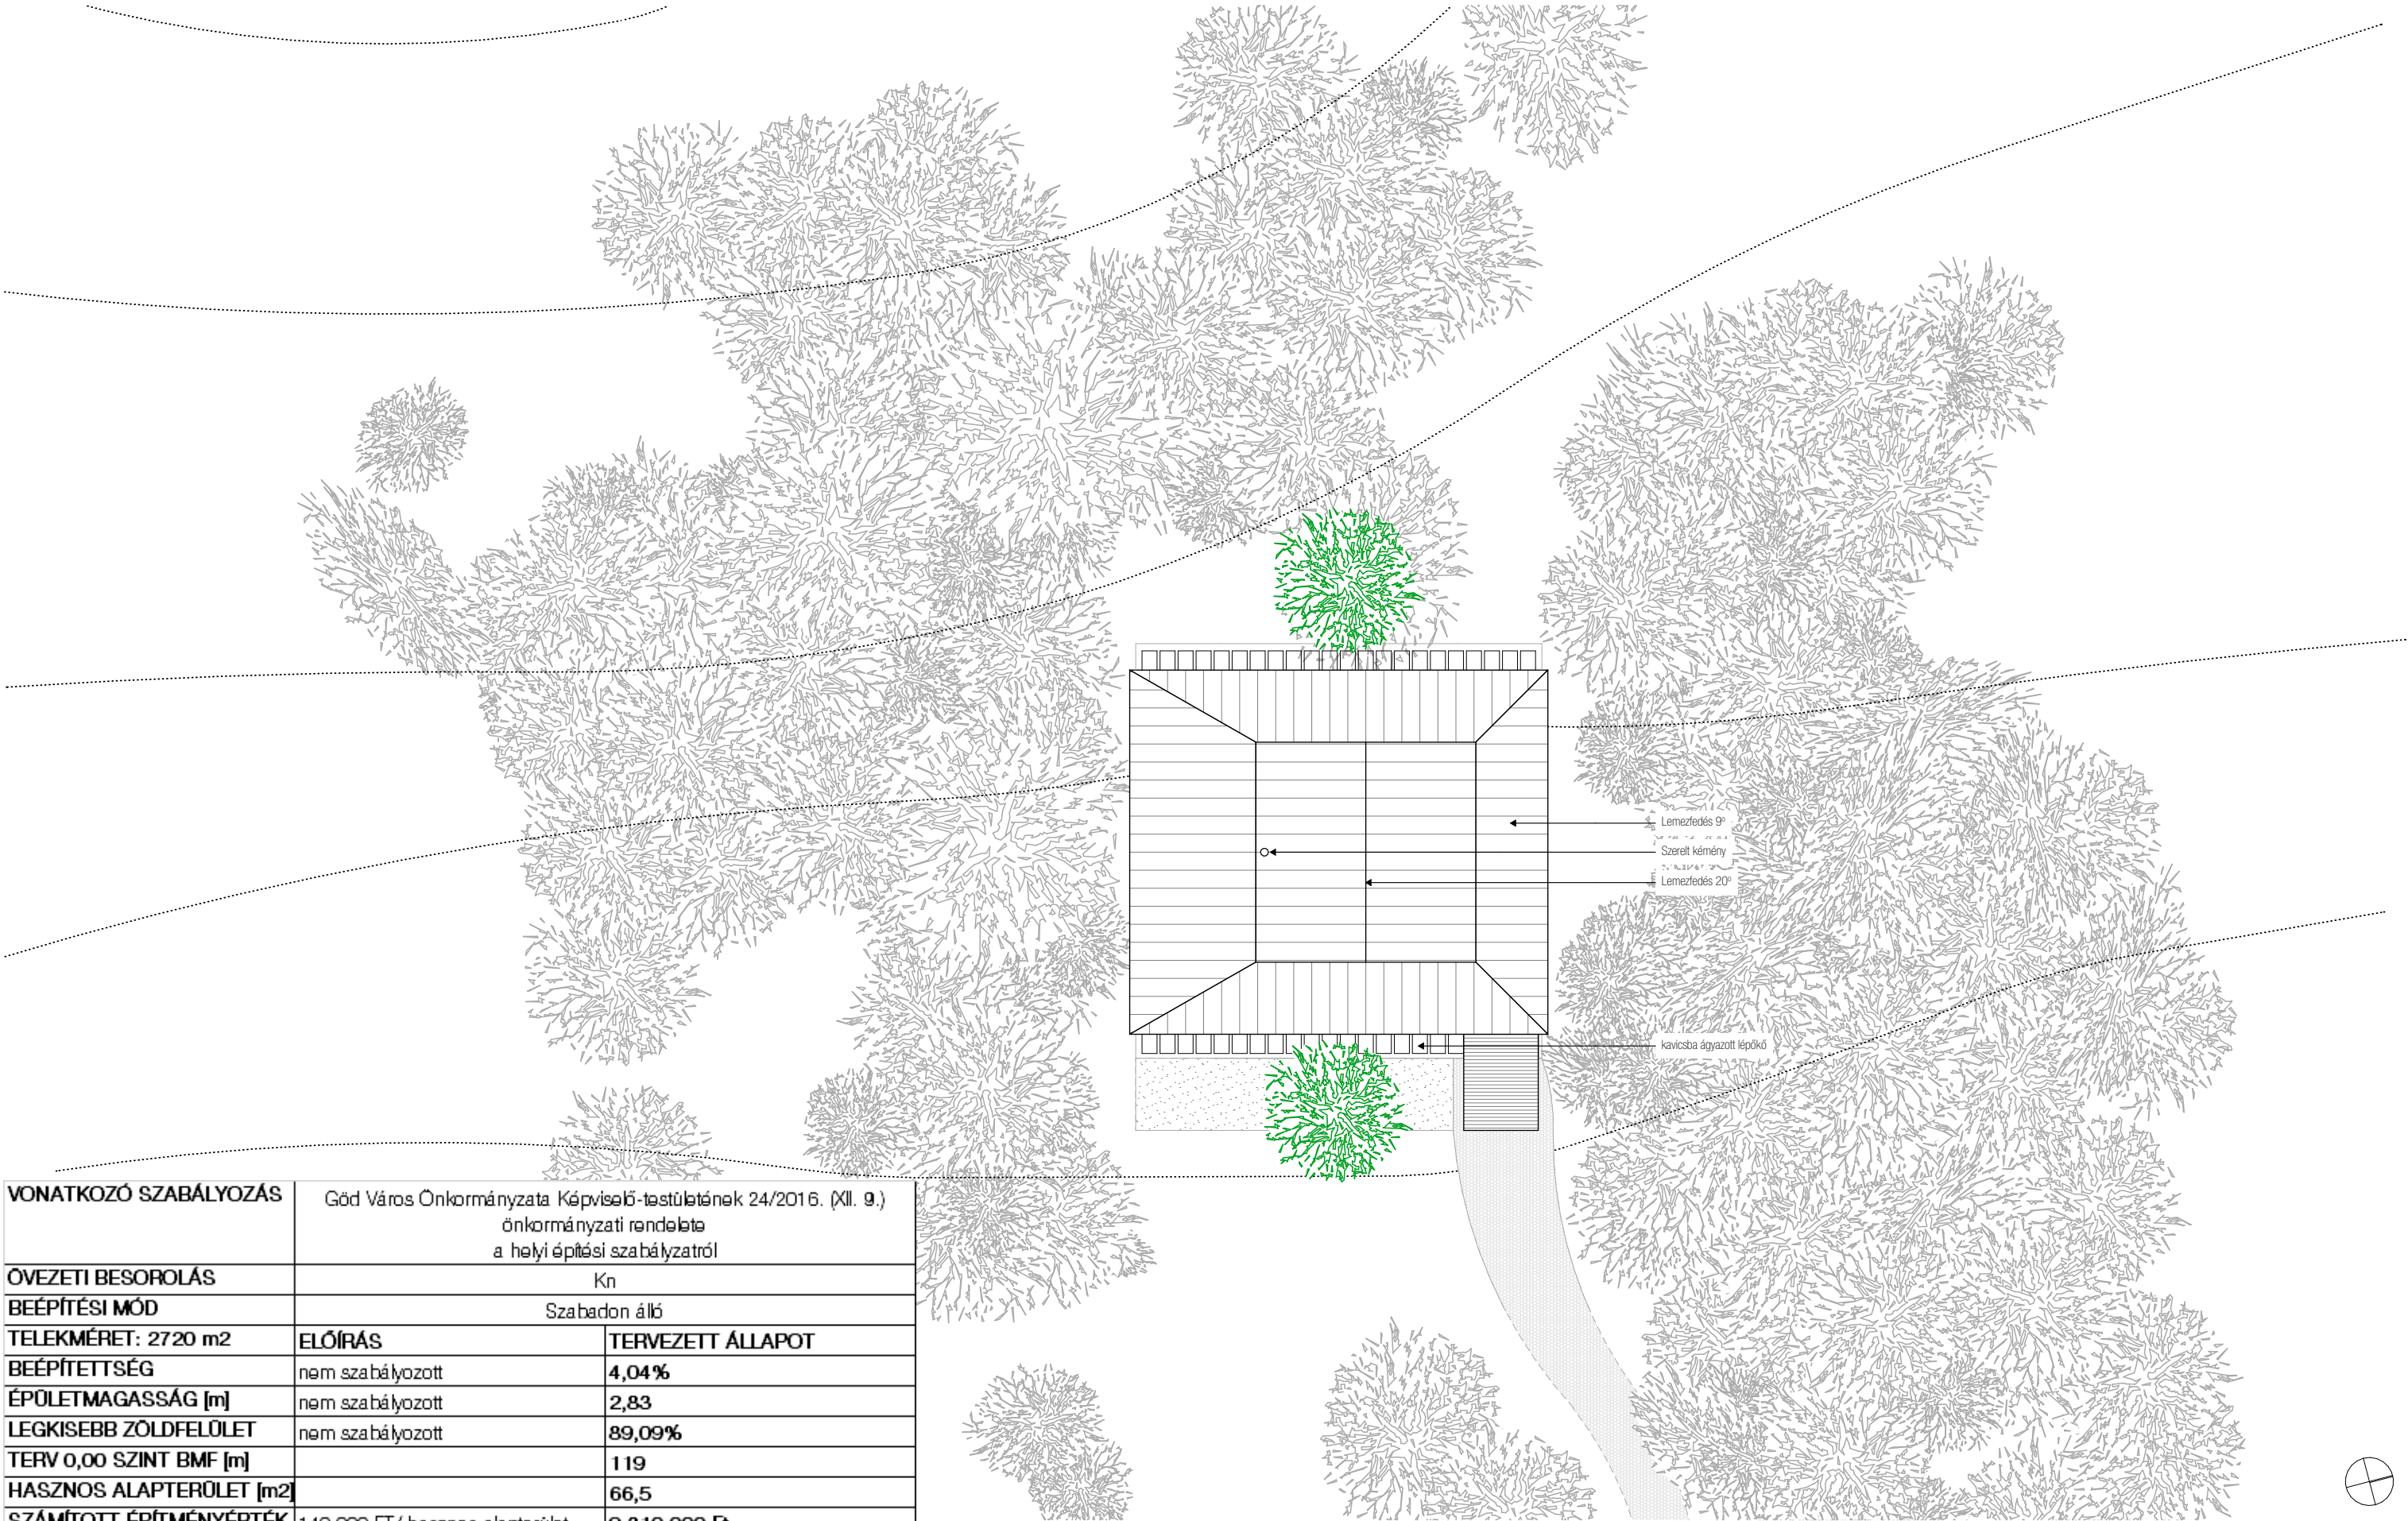 Lemezfedés 9°
Szerelt kémény
Lemezfedés 20°
kavicsba ágyazott lépőkő
VONATKOZÓ SZABÁLYOZÁS
Göd Város Önkormányzata Képviselő-testületének 24/2016. (XII. 9.)
önkormányzati rendelete
a helyi építési szabályzatról
ÖVEZETI BESOROLÁS Kn
BEÉPÍTÉSI MÓD Szabadon álló
TELEKMÉRET: 2720 m2 ELŐÍRÁS TERVEZETT ÁLLAPOT
BEÉPÍTETTSÉG nem szabályozott 4,04%
ÉPÜLETMAGASSÁG [m] nem szabályozott 2,83
LEGKISEBB ZÖLDFELÜLET nem szabályozott 89,09%
TERV 0,00 SZINT BMF [m] 119
HASZNOS ALAPTERÜLET [m2] 66,5
SZÁMÍTOTT ÉPÍTMÉNYÉRTÉK